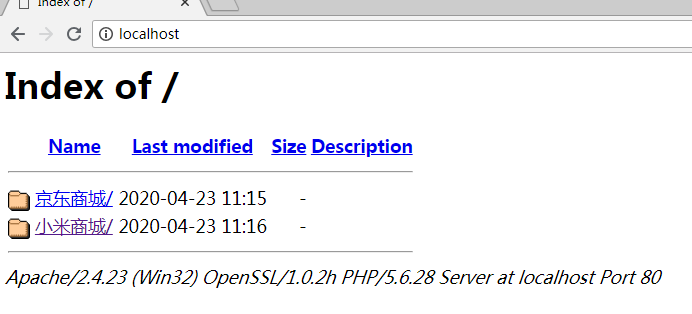 Index of /
localhost
Index of /
Name Last modified Size Description
京东商城/ 2020-04-23 11:15 -
小米商城/ 2020-04-23 11:16 -
Apache/2.4.23 (Win32) OpenSSL/1.0.2h PHP/5.6.28 Server at localhost Port 80